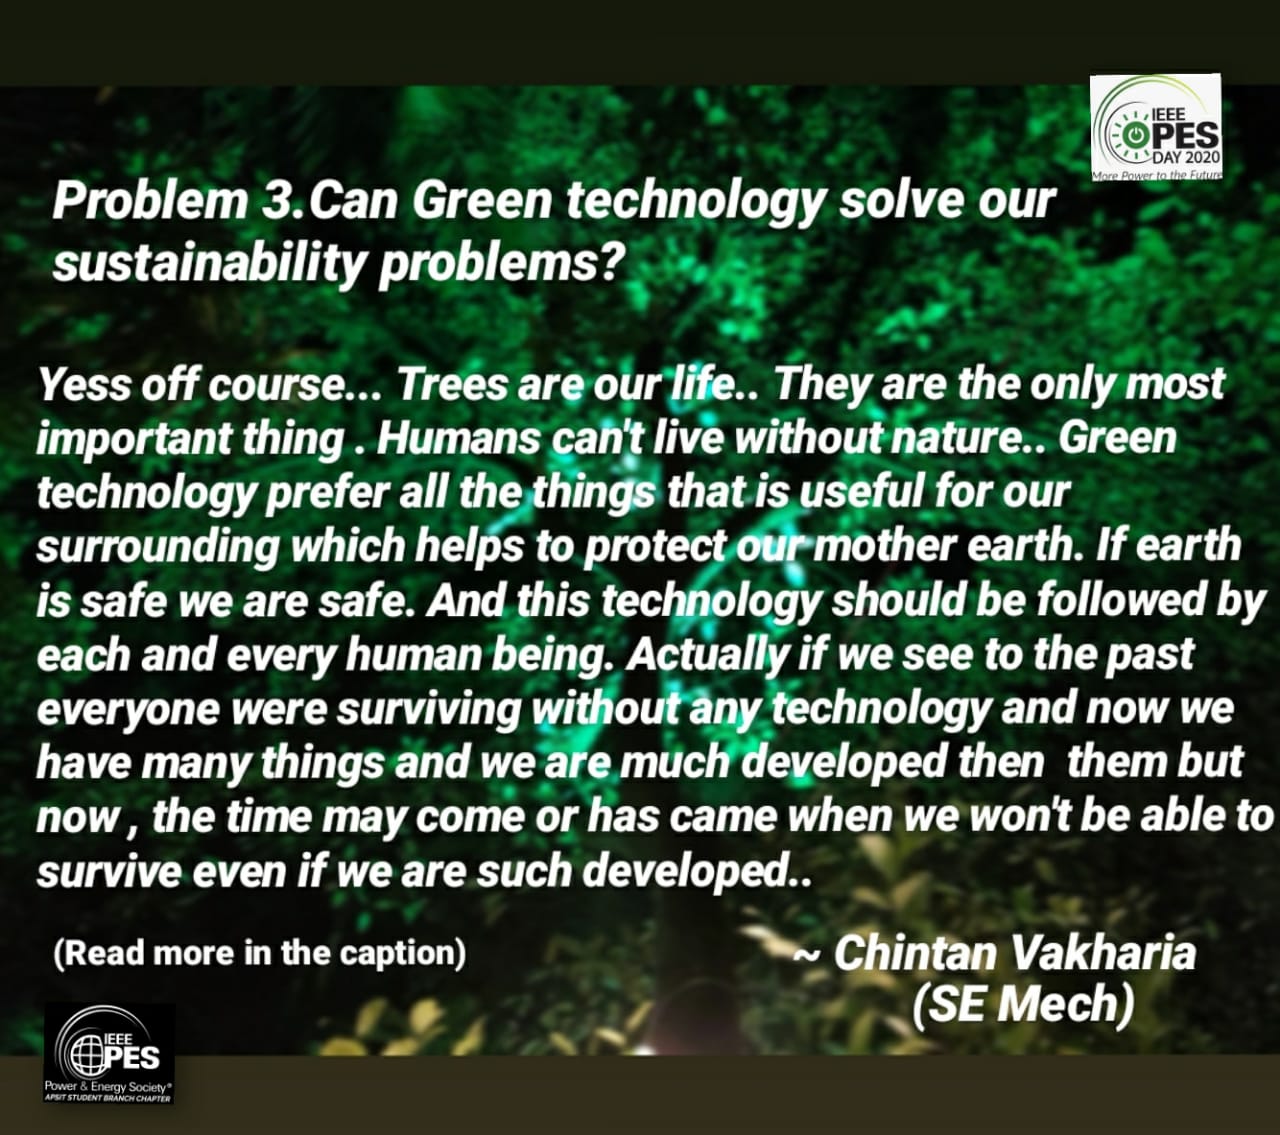 IEEE
PES
DAY 2020
More Power to the Future
Problem 3.Can Green technology solve our
sustainability problems?
Yess off course... Trees are our life.. They are the only most
important thing . Humans can't live without nature.. Green
technology prefer all the things that is useful for our
surrounding which helps to protect our mother earth. If earth
is safe we are safe. And this technology should be followed by
each and every human being. Actually if we see to the past
everyone were surviving without any technology and now we
have many things and we are much developed then  them but
now , the time may come or has came when we won't be able to
survive even if we are such developed..
(Read more in the caption)
~ Chintan Vakharia
(SE Mech)
IEEE
PES
Power & Energy Society®
APSIT STUDENT BRANCH CHAPTER